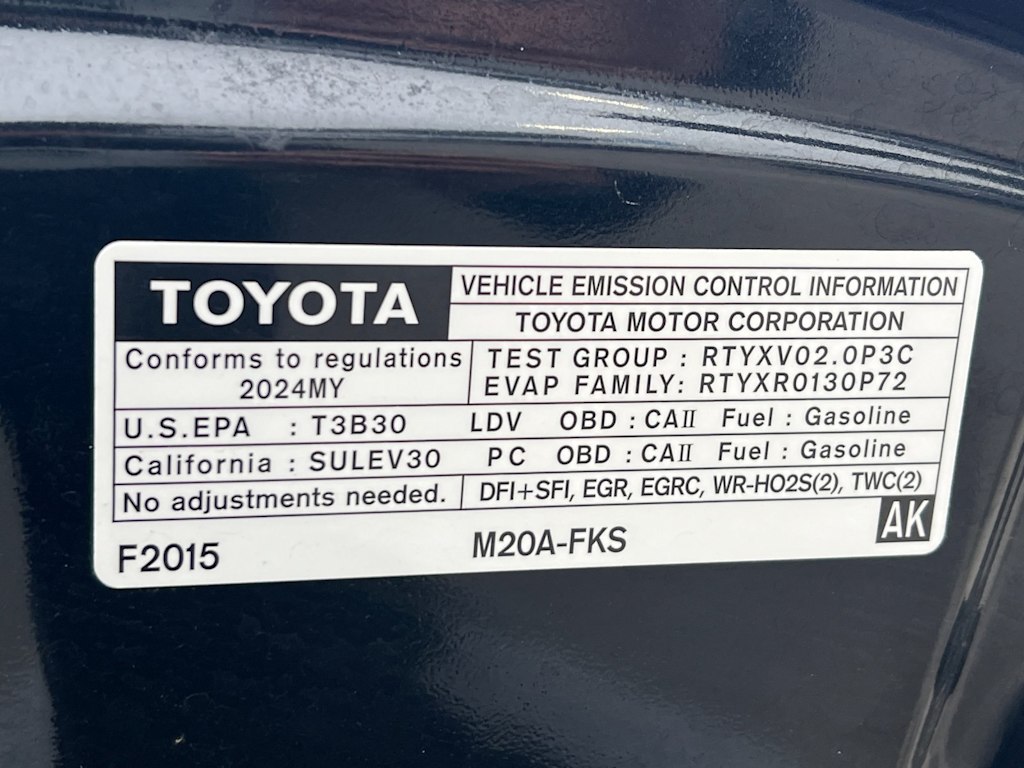 TOYOTA
VEHICLE EMISSION CONTROL INFORMATION
TOYOTA MOTOR CORPORATION
Conforms to regulations
2024MY
TEST GROUP : RTYXV02.0P3C
EVAP FAMILY: RTYXR0130P72
U.S.EPA : T3B30 LDV OBD : CAII Fuel : Gasoline
California : SULEV30 PC OBD : CAII Fuel : Gasoline
No adjustments needed. DFI+SFI, EGR, EGRC, WR-HO2S(2), TWC(2)
F2015 M20A-FKS AK